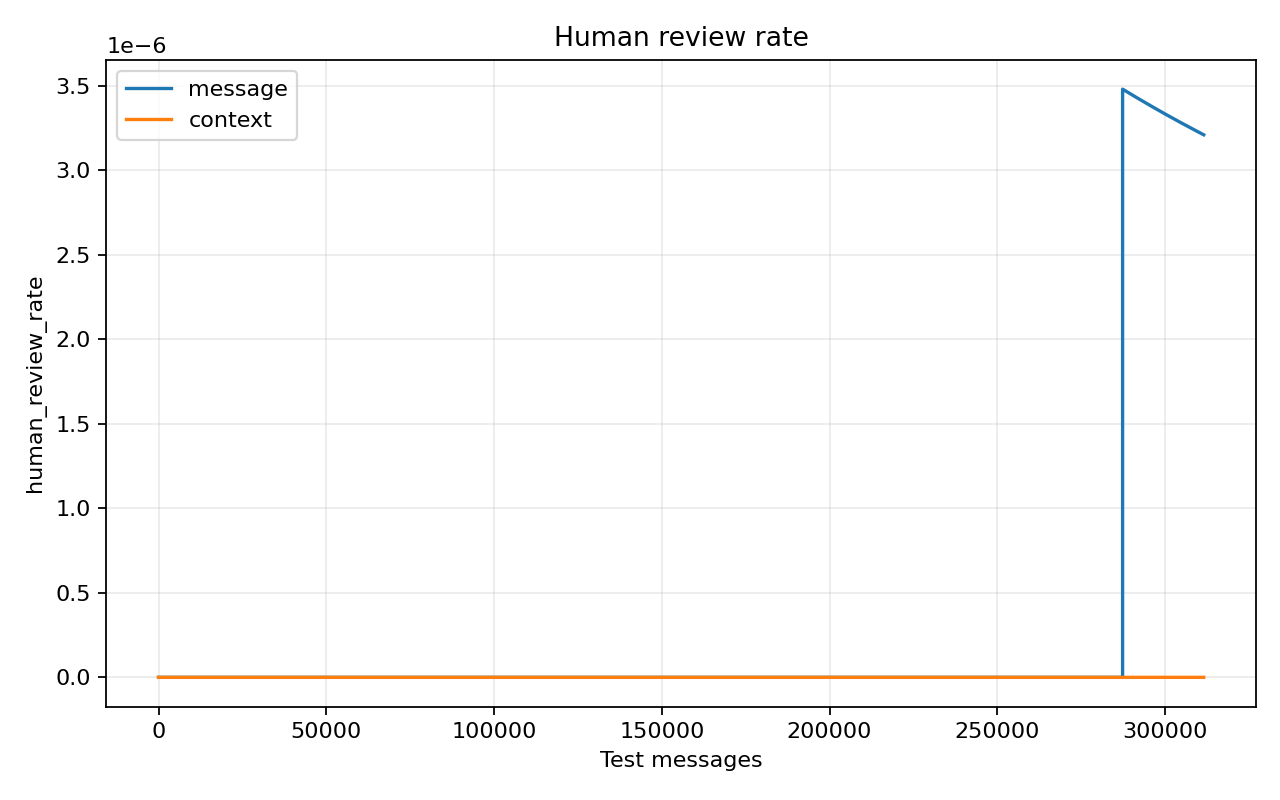 Human review rate
1e−6
message
context
3.5
3.0
2.5
2.0
1.5
1.0
0.5
0.0
human_review_rate
0 50000 100000 150000 200000 250000 300000
Test messages